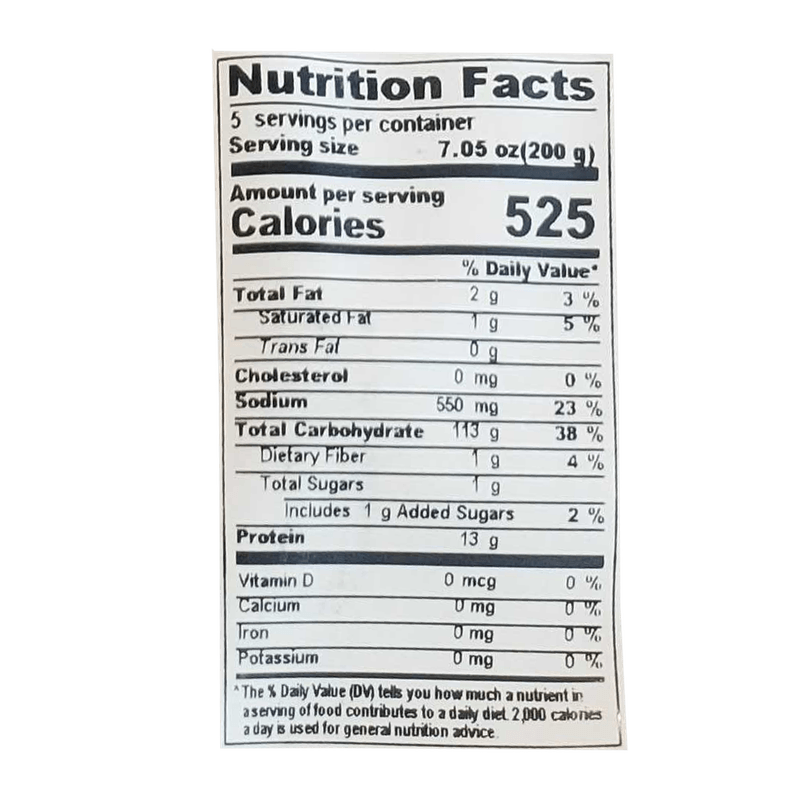 Nutrition Facts
5 servings per container
Serving size 7.05 oz(200 g)
Amount per serving
Calories 525
% Daily Value*
Total Fat 2 g 3 %
Saturated Fat 1 g 5 %
Trans Fat 0 g
Cholesterol 0 mg 0 %
Sodium 550 mg 23 %
Total Carbohydrate 113 g 38 %
Dietary Fiber 1 g 4 %
Total Sugars 1 g
Includes 1 g Added Sugars 2 %
Protein 13 g
Vitamin D 0 mcg 0 %
Calcium 0 mg 0 %
Iron 0 mg 0 %
Potassium 0 mg 0 %
*The % Daily Value (DV) tells you how much a nutrient in
a serving of food contributes to a daily diet. 2,000 calories
a day is used for general nutrition advice.